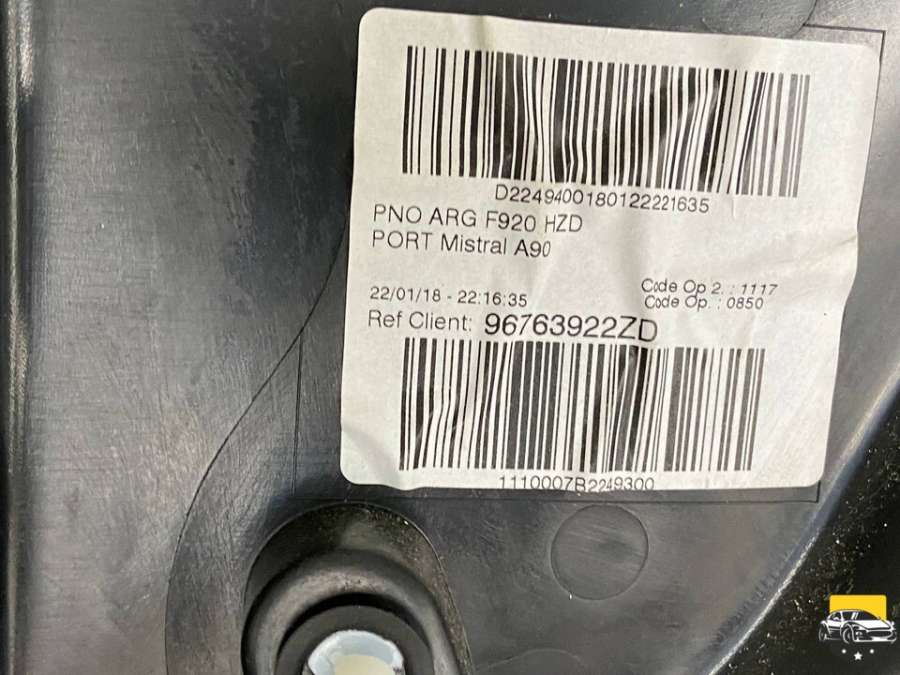 D2249400180122221635
PNO ARG F920 HZD
PORT Mistral A90
Code Op 2. : 1117
22/01/18 - 22:16:35
Code Op. : 0850
Ref Client: 96763922ZD
1110007B2249300